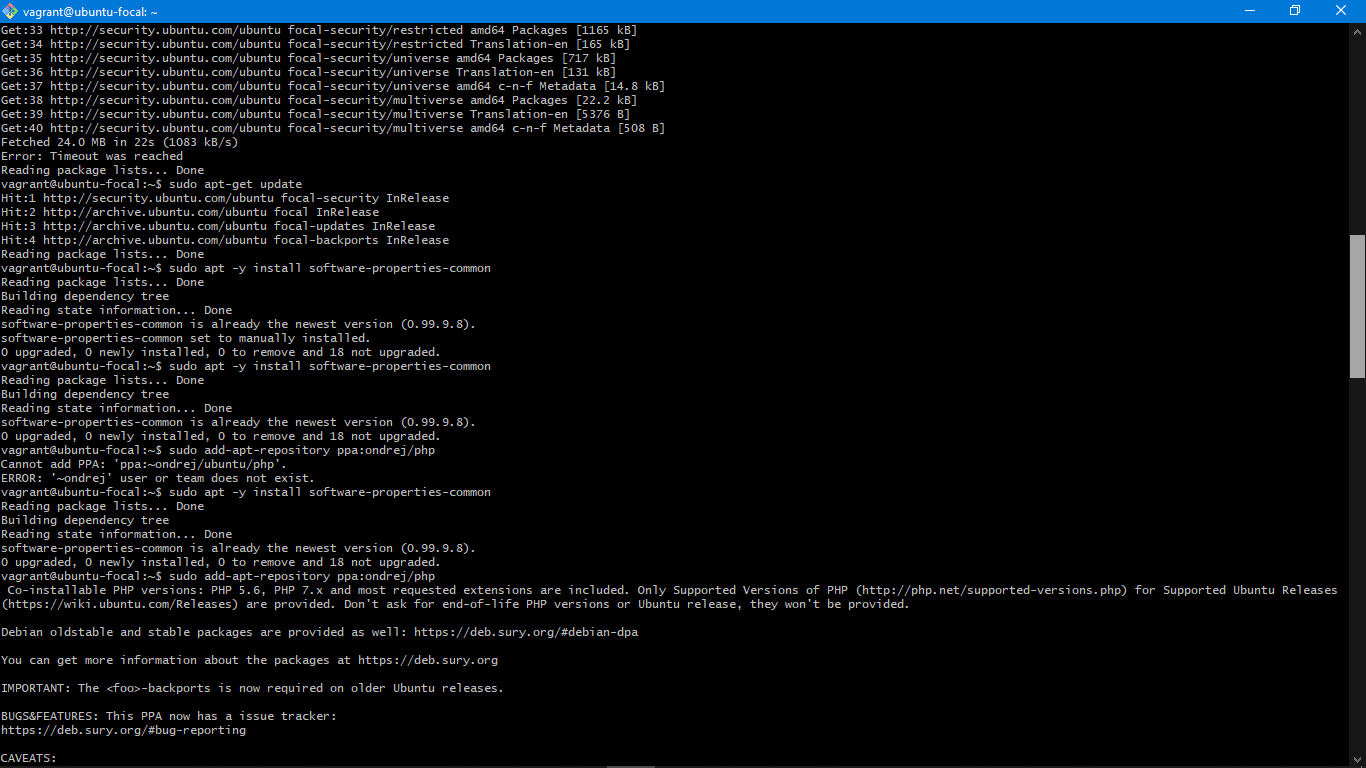 vagrant@ubuntu-focal: ~
Get:33 http://security.ubuntu.com/ubuntu focal-security/restricted amd64 Packages [1165 kB]
Get:34 http://security.ubuntu.com/ubuntu focal-security/restricted Translation-en [165 kB]
Get:35 http://security.ubuntu.com/ubuntu focal-security/universe amd64 Packages [717 kB]
Get:36 http://security.ubuntu.com/ubuntu focal-security/universe Translation-en [131 kB]
Get:37 http://security.ubuntu.com/ubuntu focal-security/universe amd64 c-n-f Metadata [14.8 kB]
Get:38 http://security.ubuntu.com/ubuntu focal-security/multiverse amd64 Packages [22.2 kB]
Get:39 http://security.ubuntu.com/ubuntu focal-security/multiverse Translation-en [5376 B]
Get:40 http://security.ubuntu.com/ubuntu focal-security/multiverse amd64 c-n-f Metadata [508 B]
Fetched 24.0 MB in 22s (1083 kB/s)
Error: Timeout was reached
Reading package lists... Done
vagrant@ubuntu-focal:~$ sudo apt-get update
Hit:1 http://security.ubuntu.com/ubuntu focal-security InRelease
Hit:2 http://archive.ubuntu.com/ubuntu focal InRelease
Hit:3 http://archive.ubuntu.com/ubuntu focal-updates InRelease
Hit:4 http://archive.ubuntu.com/ubuntu focal-backports InRelease
Reading package lists... Done
vagrant@ubuntu-focal:~$ sudo apt -y install software-properties-common
Reading package lists... Done
Building dependency tree
Reading state information... Done
software-properties-common is already the newest version (0.99.9.8).
software-properties-common set to manually installed.
0 upgraded, 0 newly installed, 0 to remove and 18 not upgraded.
vagrant@ubuntu-focal:~$ sudo apt -y install software-properties-common
Reading package lists... Done
Building dependency tree
Reading state information... Done
software-properties-common is already the newest version (0.99.9.8).
0 upgraded, 0 newly installed, 0 to remove and 18 not upgraded.
vagrant@ubuntu-focal:~$ sudo add-apt-repository ppa:ondrej/php
Cannot add PPA: 'ppa:~ondrej/ubuntu/php'.
ERROR: '~ondrej' user or team does not exist.
vagrant@ubuntu-focal:~$ sudo apt -y install software-properties-common
Reading package lists... Done
Building dependency tree
Reading state information... Done
software-properties-common is already the newest version (0.99.9.8).
0 upgraded, 0 newly installed, 0 to remove and 18 not upgraded.
vagrant@ubuntu-focal:~$ sudo add-apt-repository ppa:ondrej/php
Co-installable PHP versions: PHP 5.6, PHP 7.x and most requested extensions are included. Only Supported Versions of PHP (http://php.net/supported-versions.php) for Supported Ubuntu Releases
(https://wiki.ubuntu.com/Releases) are provided. Don't ask for end-of-life PHP versions or Ubuntu release, they won't be provided.
Debian oldstable and stable packages are provided as well: https://deb.sury.org/#debian-dpa
You can get more information about the packages at https://deb.sury.org
IMPORTANT: The <foo>-backports is now required on older Ubuntu releases.
BUGS&FEATURES: This PPA now has a issue tracker:
https://deb.sury.org/#bug-reporting
CAVEATS: